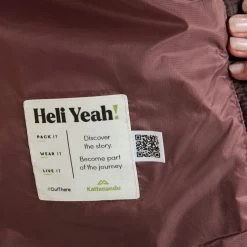 Heli Yeah!
PACK IT
WEAR IT
LIVE IT
#OutThere
Discover
the story.
Become part
of the journey.
Kathmandu